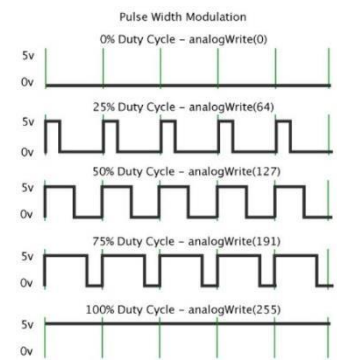 Pulse Width Modulation
0% Duty Cycle – analogWrite(0)
5v
0v
25% Duty Cycle – analogWrite(64)
5v
0v
50% Duty Cycle – analogWrite(127)
5v
0v
75% Duty Cycle – analogWrite(191)
5v
0v
100% Duty Cycle – analogWrite(255)
5v
0v